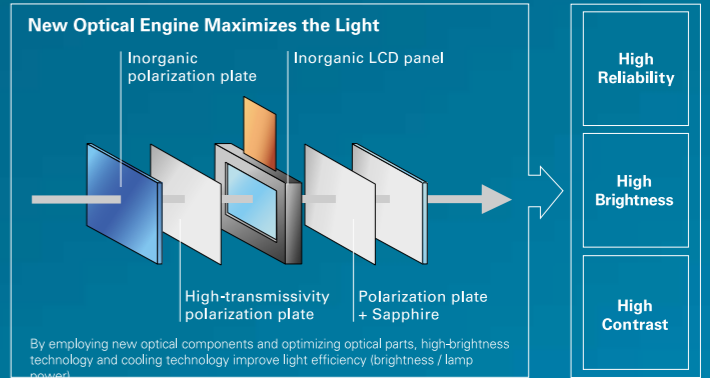 New Optical Engine Maximizes the Light
Inorganic
polarization plate
Inorganic LCD panel
High-transmissivity
polarization plate
Polarization plate
+ Sapphire
By employing new optical components and optimizing optical parts, high-brightness
technology and cooling technology improve light efficiency (brightness / lamp
power)
High
Reliability
High
Brightness
High
Contrast